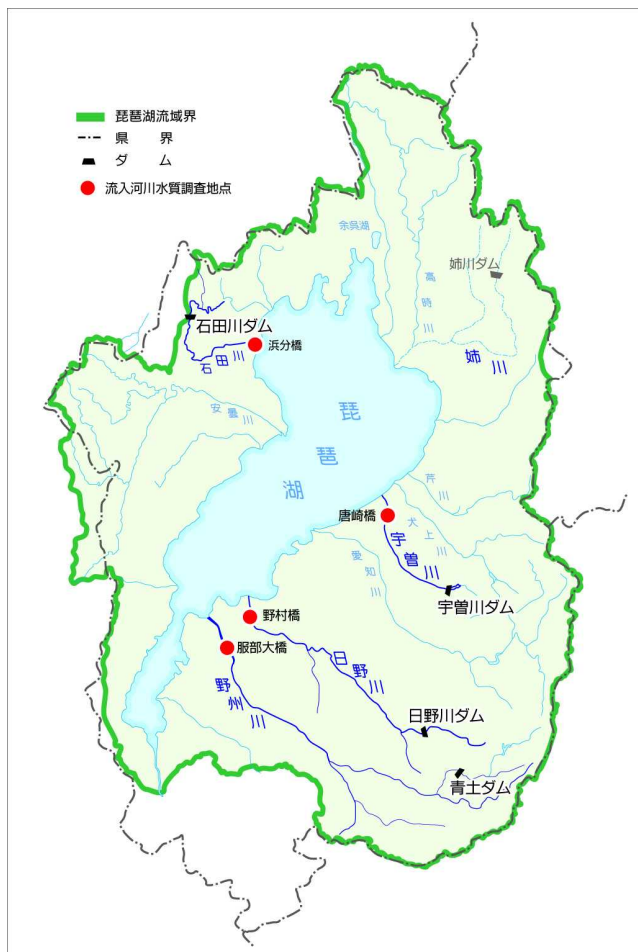 琵琶湖流域界
県 界
ダ ム
流入河川水質調査地点
余呉湖
姉川ダム
高時川
姉川
石田川ダム
石田川
浜分橋
安曇川
琵琶湖
芹川
唐崎橋
犬上川
宇曽川
愛知川
宇曽川ダム
野村橋
服部大橋
日野川
野州川
日野川ダム
青土ダム